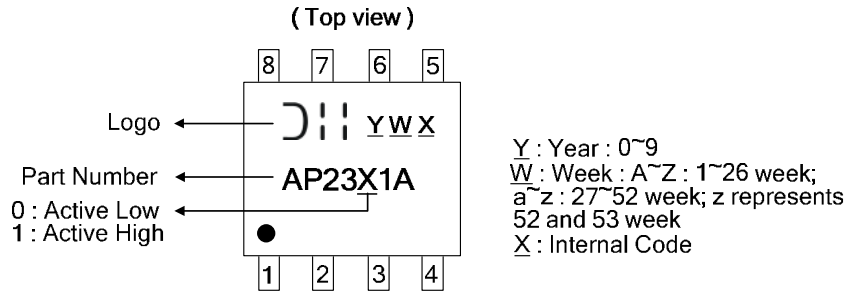 ( Top view )
8 7 6 5
Logo
Y W X
Part Number
AP23X1A
0 : Active Low
1 : Active High
1 2 3 4
Y : Year : 0~9
W : Week : A~Z : 1~26 week;
a~z : 27~52 week; z represents
52 and 53 week
X : Internal Code